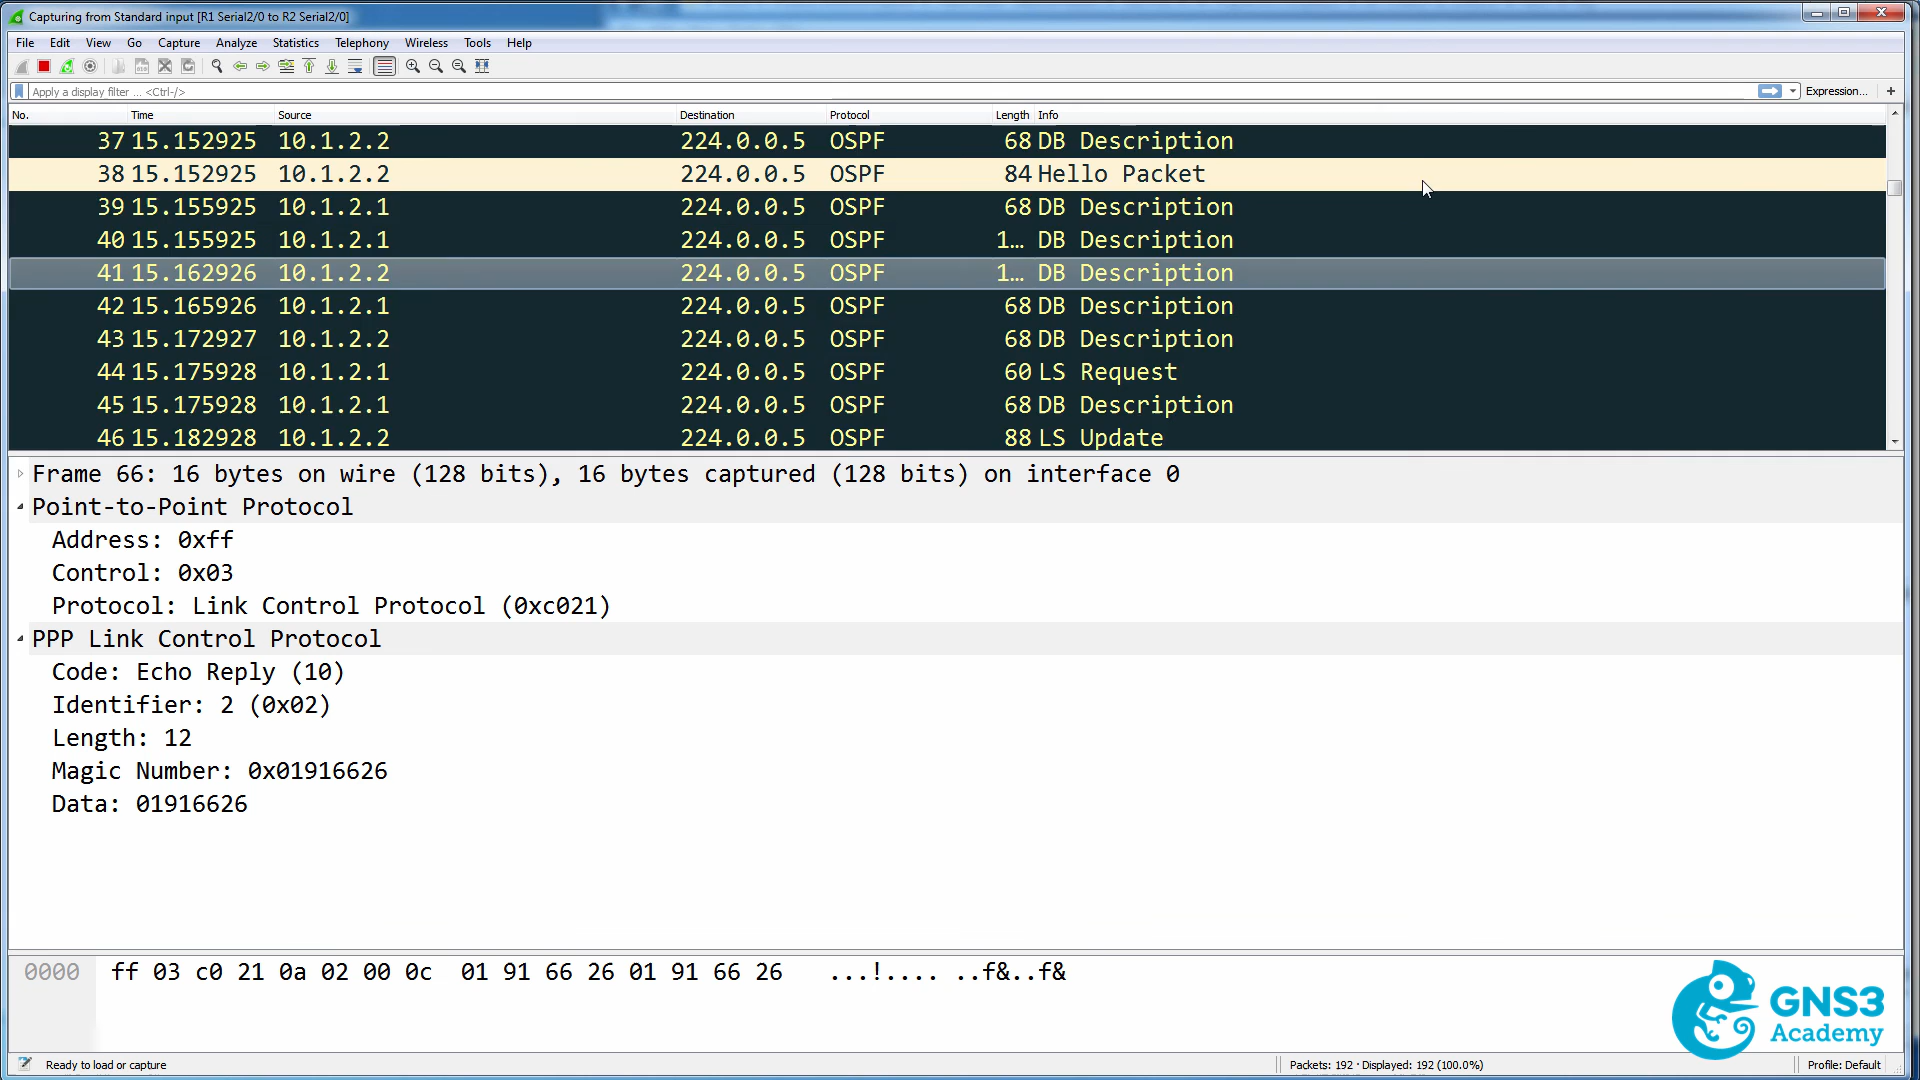 Capturing from Standard input [R1 Serial2/0 to R2 Serial2/0]
File Edit View Go Capture Analyze Statistics Telephony Wireless Tools Help
Apply a display filter ... <Ctrl-/> Expression... +
No. Time Source Destination Protocol Length Info
37 15.152925 10.1.2.2 224.0.0.5 OSPF 68 DB Description
38 15.152925 10.1.2.2 224.0.0.5 OSPF 84 Hello Packet
39 15.155925 10.1.2.1 224.0.0.5 OSPF 68 DB Description
40 15.155925 10.1.2.1 224.0.0.5 OSPF 1… DB Description
41 15.162926 10.1.2.2 224.0.0.5 OSPF 1… DB Description
42 15.165926 10.1.2.1 224.0.0.5 OSPF 68 DB Description
43 15.172927 10.1.2.2 224.0.0.5 OSPF 68 DB Description
44 15.175928 10.1.2.1 224.0.0.5 OSPF 60 LS Request
45 15.175928 10.1.2.1 224.0.0.5 OSPF 68 DB Description
46 15.182928 10.1.2.2 224.0.0.5 OSPF 88 LS Update
Frame 66: 16 bytes on wire (128 bits), 16 bytes captured (128 bits) on interface 0
Point-to-Point Protocol
Address: 0xff
Control: 0x03
Protocol: Link Control Protocol (0xc021)
PPP Link Control Protocol
Code: Echo Reply (10)
Identifier: 2 (0x02)
Length: 12
Magic Number: 0x01916626
Data: 01916626
0000 ff 03 c0 21 0a 02 00 0c 01 91 66 26 01 91 66 26 ...!.... ..f&..f&
GNS3
Academy
Ready to load or capture Packets: 192 · Displayed: 192 (100.0%) Profile: Default